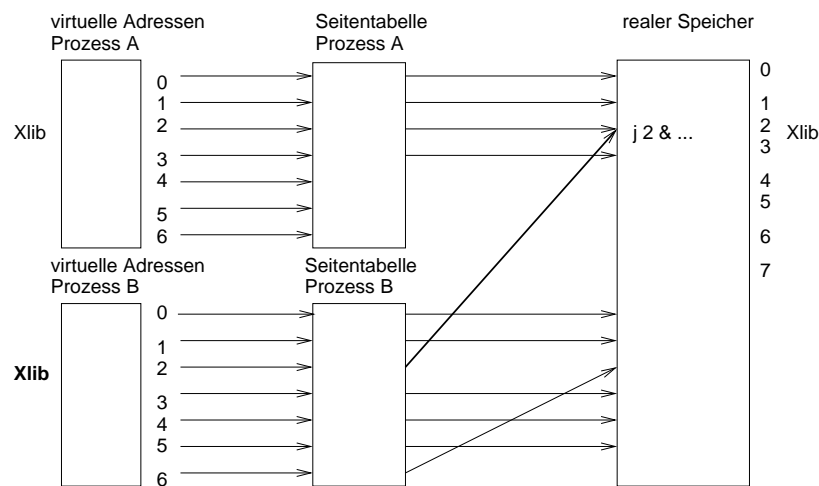 virtuelle Adressen
Prozess A
Seitentabelle
Prozess A
realer Speicher
Xlib
0
1
2
3
4
5
6
j 2 & ...
0
1
2
3
4
5
6
7
Xlib
virtuelle Adressen
Prozess B
Seitentabelle
Prozess B
Xlib
0
1
2
3
4
5
6